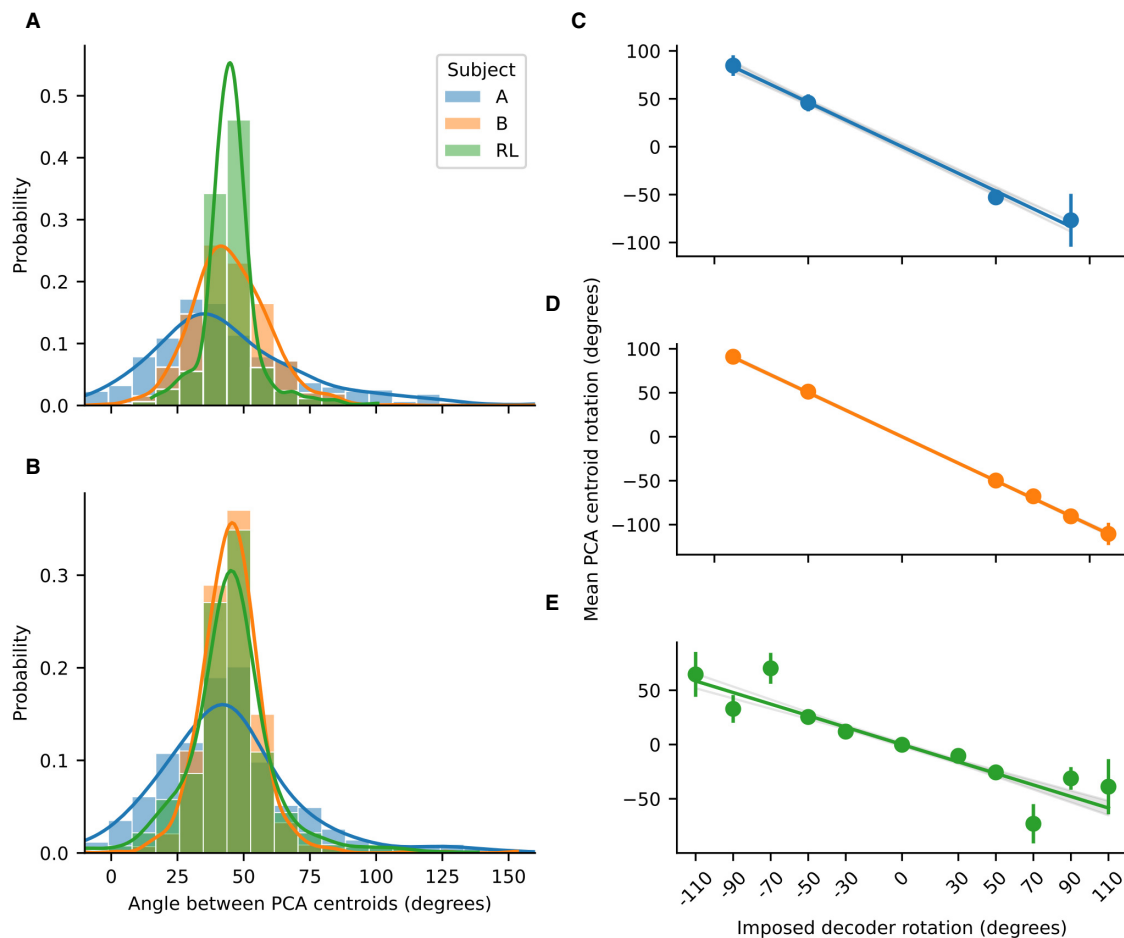 A
Subject
A
B
RL
0.5
0.4
0.3
0.2
0.1
0.0
Probability
B
0.3
0.2
0.1
0.0
Probability
0 25 50 75 100 125 150
Angle between PCA centroids (degrees)
C
100
50
0
−50
−100
D
100
50
0
−50
−100
Mean PCA centroid rotation (degrees)
E
50
0
−50
-110 -90 -70 -50 -30 0 30 50 70 90 110
Imposed decoder rotation (degrees)